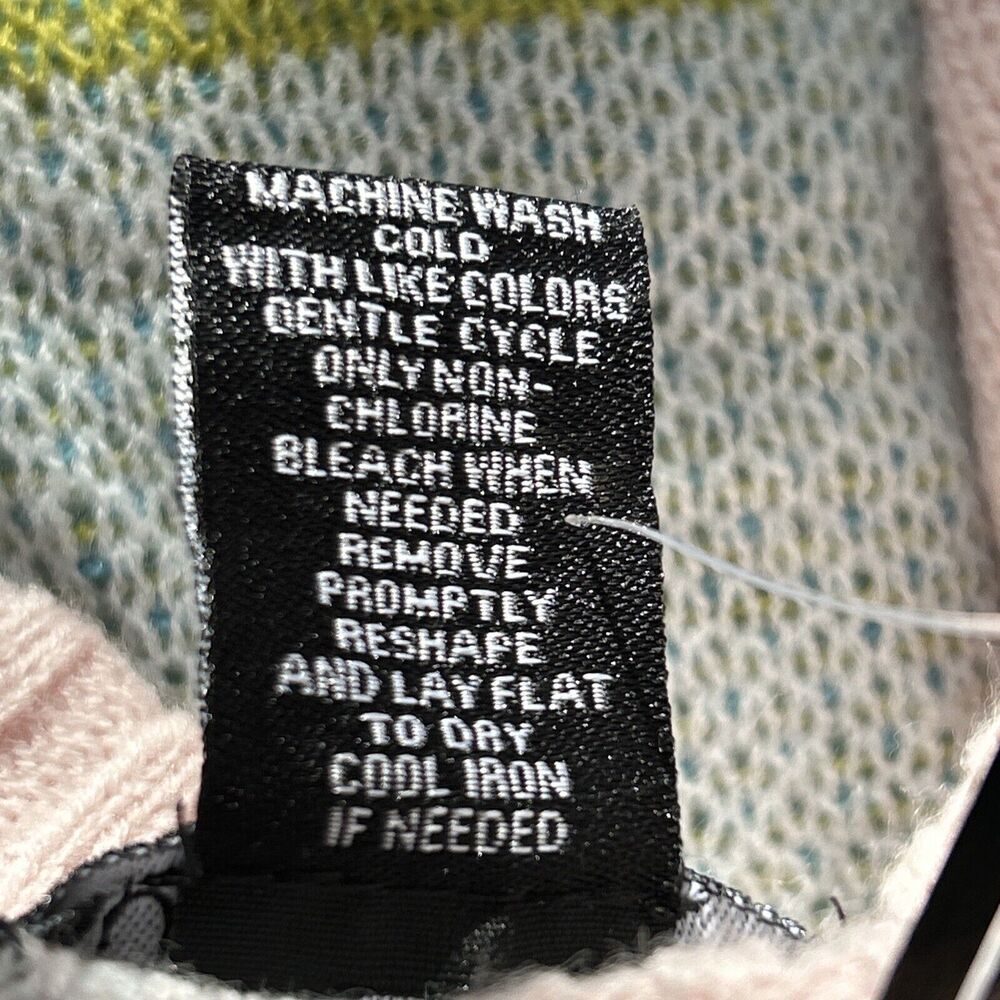 MACHINE WASH
COLD
WITH LIKE COLORS
GENTLE CYCLE
ONLY NON-
CHLORINE
BLEACH WHEN
NEEDED
REMOVE
PROMPTLY
RESHAPE
AND LAY FLAT
TO DRY
COOL IRON
IF NEEDED